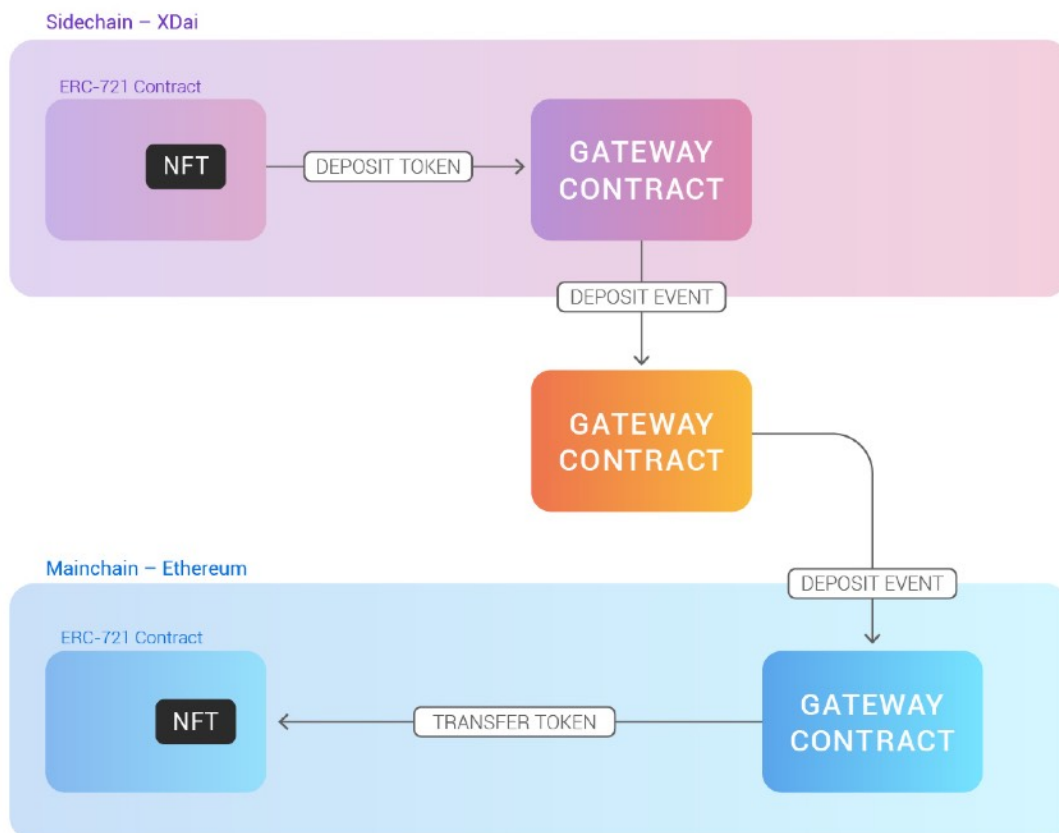 Sidechain – XDai
ERC-721 Contract
NFT
DEPOSIT TOKEN
GATEWAY
CONTRACT
DEPOSIT EVENT
GATEWAY
CONTRACT
Mainchain – Ethereum
DEPOSIT EVENT
ERC-721 Contract
NFT
TRANSFER TOKEN
GATEWAY
CONTRACT